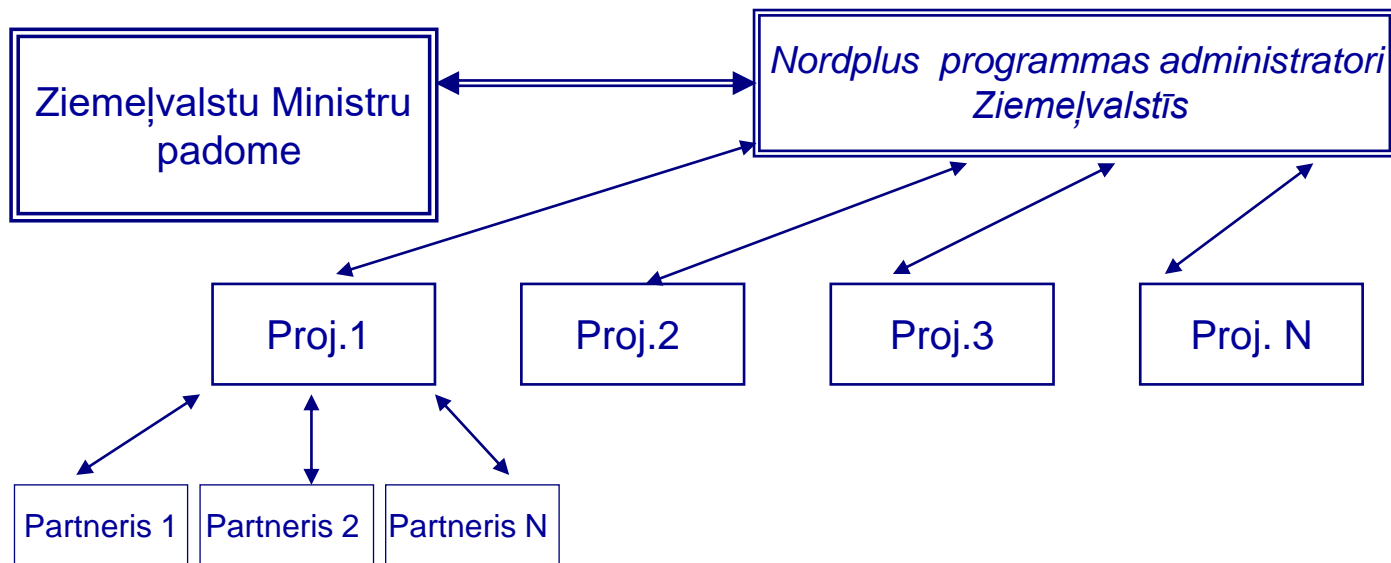 Ziemeļvalstu Ministru
padome
Nordplus programmas administratori
Ziemeļvalstīs
Proj.1
Proj.2
Proj.3
Proj. N
Partneris 1
Partneris 2
Partneris N